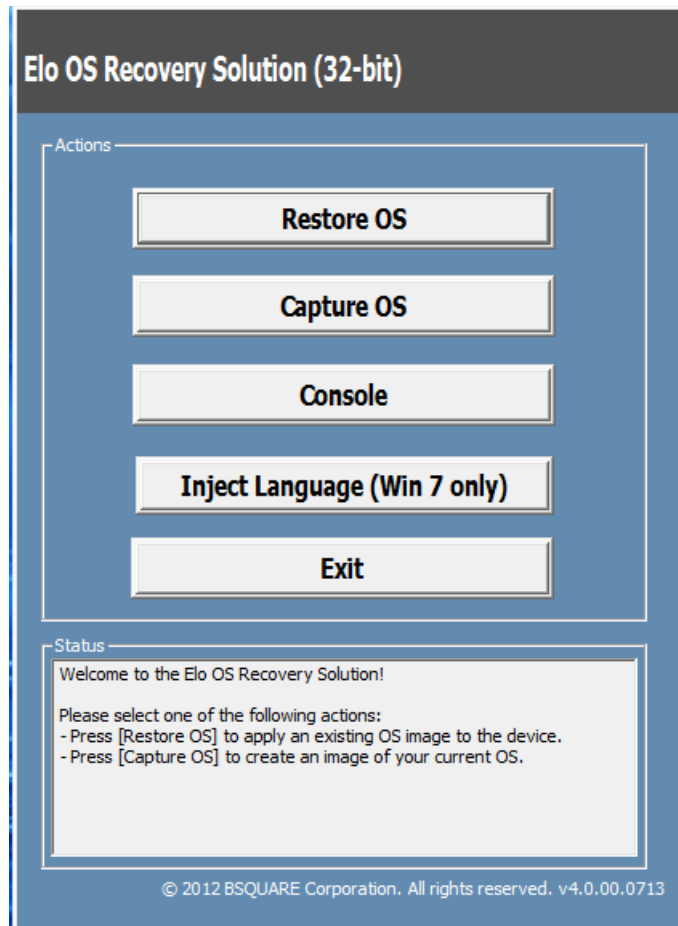 Elo OS Recovery Solution (32-bit)
Actions
Restore OS
Capture OS
Console
Inject Language (Win 7 only)
Exit
Status
Welcome to the Elo OS Recovery Solution!
Please select one of the following actions:
- Press [Restore OS] to apply an existing OS image to the device.
- Press [Capture OS] to create an image of your current OS.
© 2012 BSQUARE Corporation. All rights reserved. v4.0.00.0713